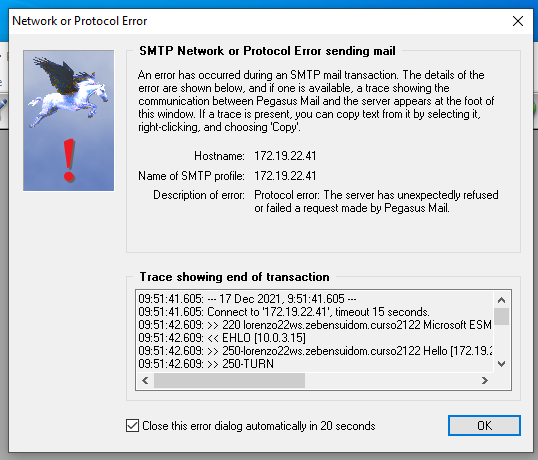 Network or Protocol Error
SMTP Network or Protocol Error sending mail
An error has occurred during an SMTP mail transaction. The details of the
error are shown below, and if one is available, a trace showing the
communication between Pegasus Mail and the server appears at the foot of
this window. If a trace is present, you can copy text from it by selecting it,
right-clicking, and choosing 'Copy'.
Hostname: 172.19.22.41
Name of SMTP profile: 172.19.22.41
Description of error: Protocol error: The server has unexpectedly refused
or failed a request made by Pegasus Mail.
Trace showing end of transaction
09:51:41.605: --- 17 Dec 2021, 9:51:41.605 ---
09:51:41.605: Connect to '172.19.22.41', timeout 15 seconds.
09:51:42.609: >> 220 lorenzo22ws.zebensuidom.curso2122 Microsoft ESM
09:51:42.609: << EHLO [10.0.3.15]
09:51:42.609: >> 250-lorenzo22ws.zebensuidom.curso2122 Hello [172.19.2
09:51:42.609: >> 250-TURN
Close this error dialog automatically in 20 seconds
OK